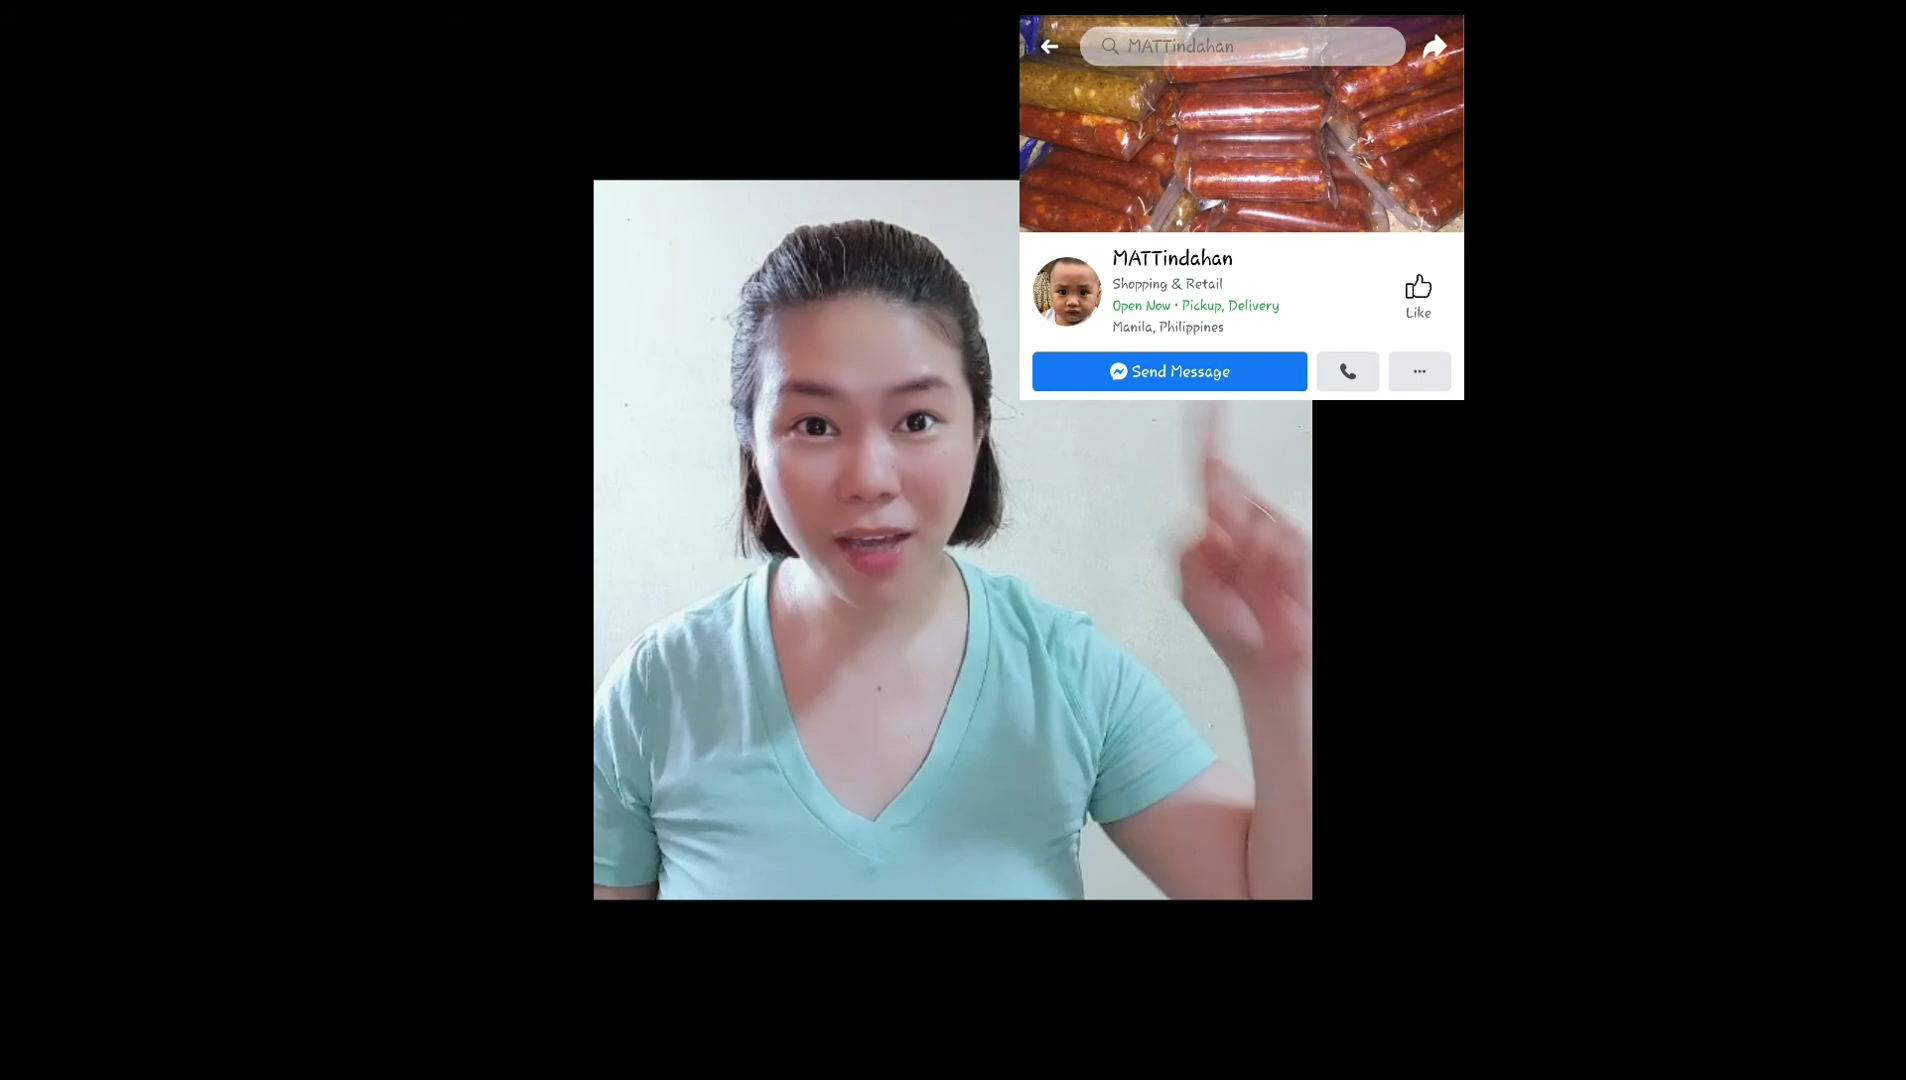 MATTindahan
MATTindahan
Shopping & Retail
Open Now • Pickup, Delivery
Manila, Philippines
Like
Send Message